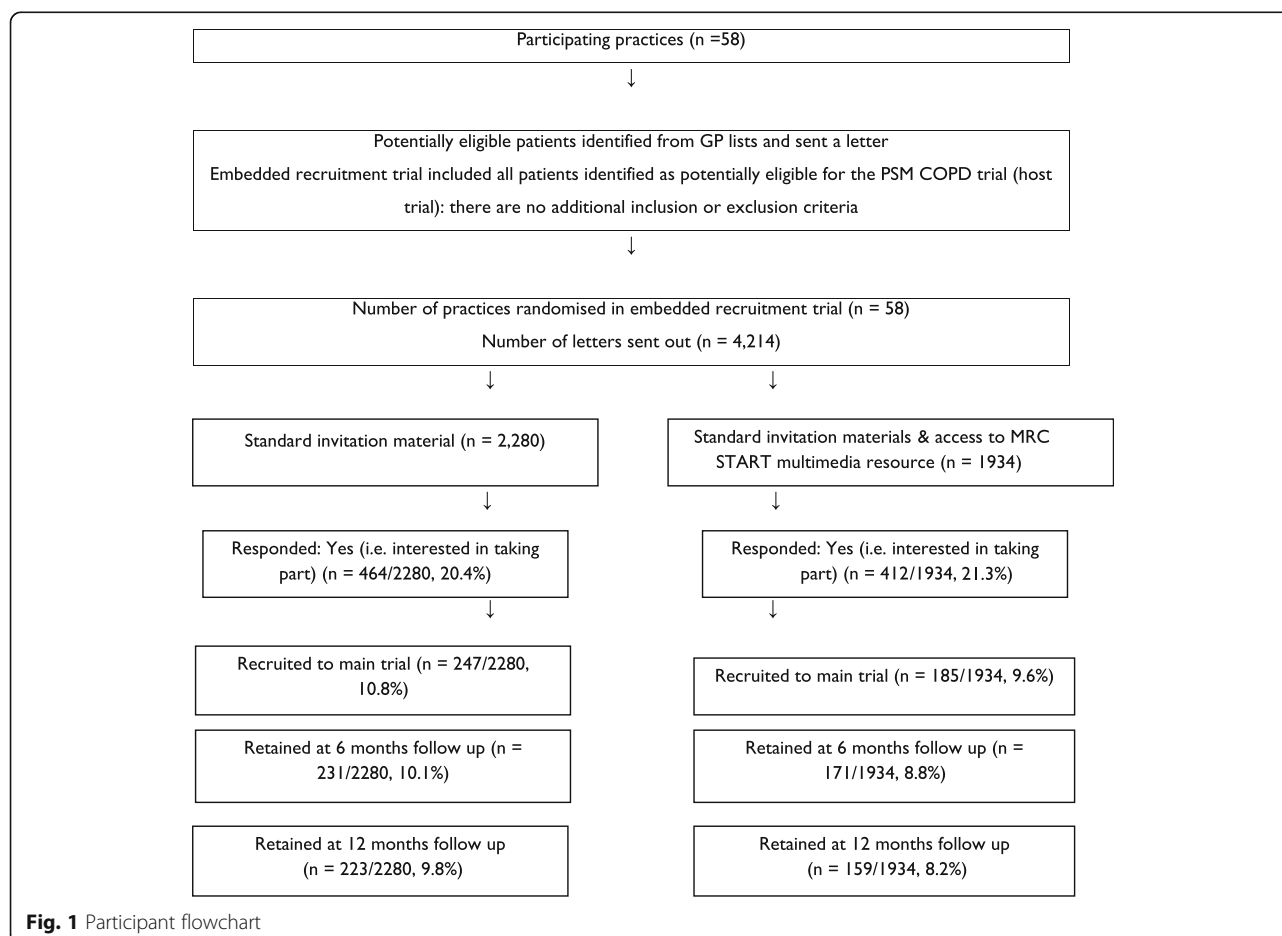 Participating practices (n =58)
↓
Potentially eligible patients identified from GP lists and sent a letter
Embedded recruitment trial included all patients identified as potentially eligible for the PSM COPD trial (host
trial): there are no additional inclusion or exclusion criteria
↓
Number of practices randomised in embedded recruitment trial (n = 58)
Number of letters sent out (n = 4,214)
↓ ↓
Standard invitation material (n = 2,280)
↓
Responded: Yes (i.e. interested in taking
part) (n = 464/2280, 20.4%)
↓
Recruited to main trial (n = 247/2280,
10.8%)
Retained at 6 months follow up (n =
231/2280, 10.1%)
Retained at 12 months follow up
(n = 223/2280, 9.8%)
Standard invitation materials & access to MRC
START multimedia resource (n = 1934)
↓
Responded: Yes (i.e. interested in taking
part) (n = 412/1934, 21.3%)
↓
Recruited to main trial (n = 185/1934, 9.6%)
Retained at 6 months follow up (n =
171/1934, 8.8%)
Retained at 12 months follow up
(n = 159/1934, 8.2%)
Fig. 1 Participant flowchart